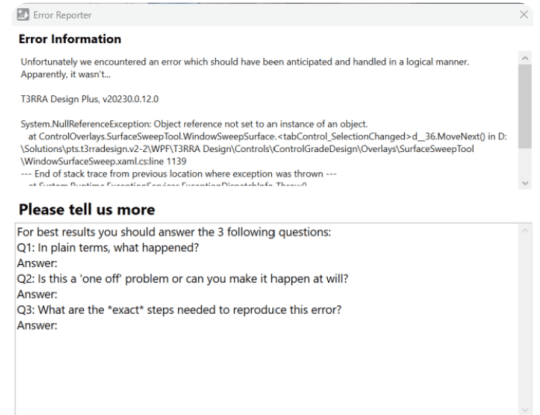 Error Reporter
Error Information
Unfortunately we encountered an error which should have been anticipated and handled in a logical manner.
Apparently, it wasn't...
T3RRA Design Plus, v20230.0.12.0
System.NullReferenceException: Object reference not set to an instance of an object.
at ControlOverlays.SurfaceSweepTool.WindowSweepSurface.<tabControl_SelectionChanged>d__36.MoveNext() in D:
\Solutions\pts.t3rradesign.v2-2\WPF\T3RRA Design\Controls\ControlGradeDesign\Overlays\SurfaceSweepTool
\WindowSurfaceSweep.xaml.cs:line 1139
--- End of stack trace from previous location where exception was thrown ---
at System.Runtime.ExceptionServices.ExceptionDispatchInfo.Throw()
Please tell us more
For best results you should answer the 3 following questions:
Q1: In plain terms, what happened?
Answer:
Q2: Is this a 'one off' problem or can you make it happen at will?
Answer:
Q3: What are the *exact* steps needed to reproduce this error?
Answer: